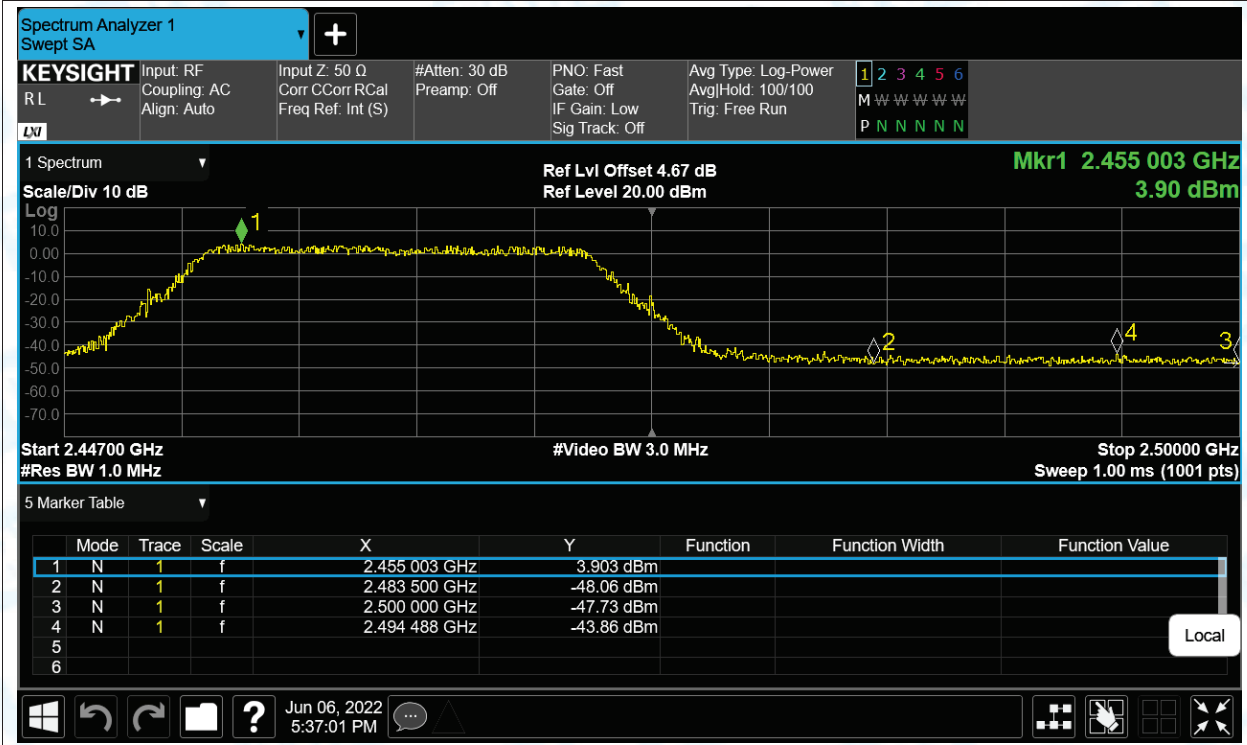 Spectrum Analyzer 1
Swept SA
KEYSIGHT
R L
LXI
Input: RF
Coupling: AC
Align: Auto
Input Z: 50 Ω
Corr CCorr RCal
Freq Ref: Int (S)
#Atten: 30 dB
Preamp: Off
PNO: Fast
Gate: Off
IF Gain: Low
Sig Track: Off
Avg Type: Log-Power
Avg|Hold: 100/100
Trig: Free Run
1 2 3 4 5 6
M W W W W W
P N N N N N
1 Spectrum
Scale/Div 10 dB
Ref Lvl Offset 4.67 dB
Ref Level 20.00 dBm
Mkr1 2.455 003 GHz
3.90 dBm
Log
10.0
0.00
-10.0
-20.0
-30.0
-40.0
-50.0
-60.0
-70.0
1
2
4
3
Start 2.44700 GHz
#Res BW 1.0 MHz
#Video BW 3.0 MHz
Stop 2.50000 GHz
Sweep 1.00 ms (1001 pts)
5 Marker Table
Mode Trace Scale X Y Function Function Width Function Value
1 N 1 f 2.455 003 GHz 3.903 dBm
2 N 1 f 2.483 500 GHz -48.06 dBm
3 N 1 f 2.500 000 GHz -47.73 dBm
4 N 1 f 2.494 488 GHz -43.86 dBm
5
6
Local
?
Jun 06, 2022
5:37:01 PM